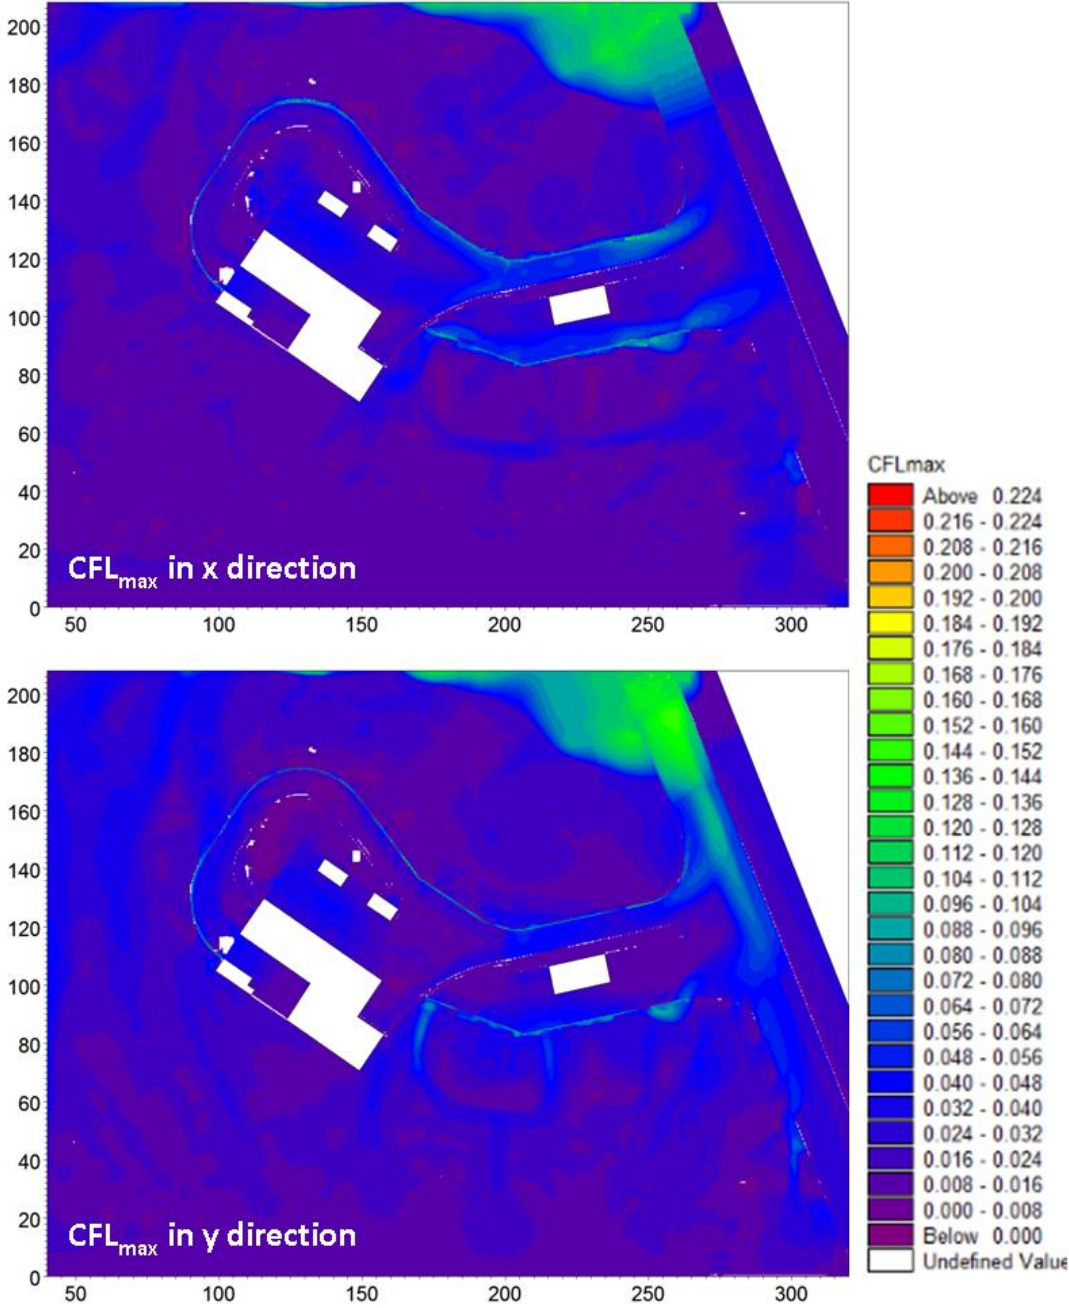 200
180
160
140
120
100
80
60
40
20
0
CFLmax in x direction
50 100 150 200 250 300
200
180
160
140
120
100
80
60
40
20
0
CFLmax in y direction
50 100 150 200 250 300
CFLmax
Above 0.224
0.216 - 0.224
0.208 - 0.216
0.200 - 0.208
0.192 - 0.200
0.184 - 0.192
0.176 - 0.184
0.168 - 0.176
0.160 - 0.168
0.152 - 0.160
0.144 - 0.152
0.136 - 0.144
0.128 - 0.136
0.120 - 0.128
0.112 - 0.120
0.104 - 0.112
0.096 - 0.104
0.088 - 0.096
0.080 - 0.088
0.072 - 0.080
0.064 - 0.072
0.056 - 0.064
0.048 - 0.056
0.040 - 0.048
0.032 - 0.040
0.024 - 0.032
0.016 - 0.024
0.008 - 0.016
0.000 - 0.008
Below 0.000
Undefined Value